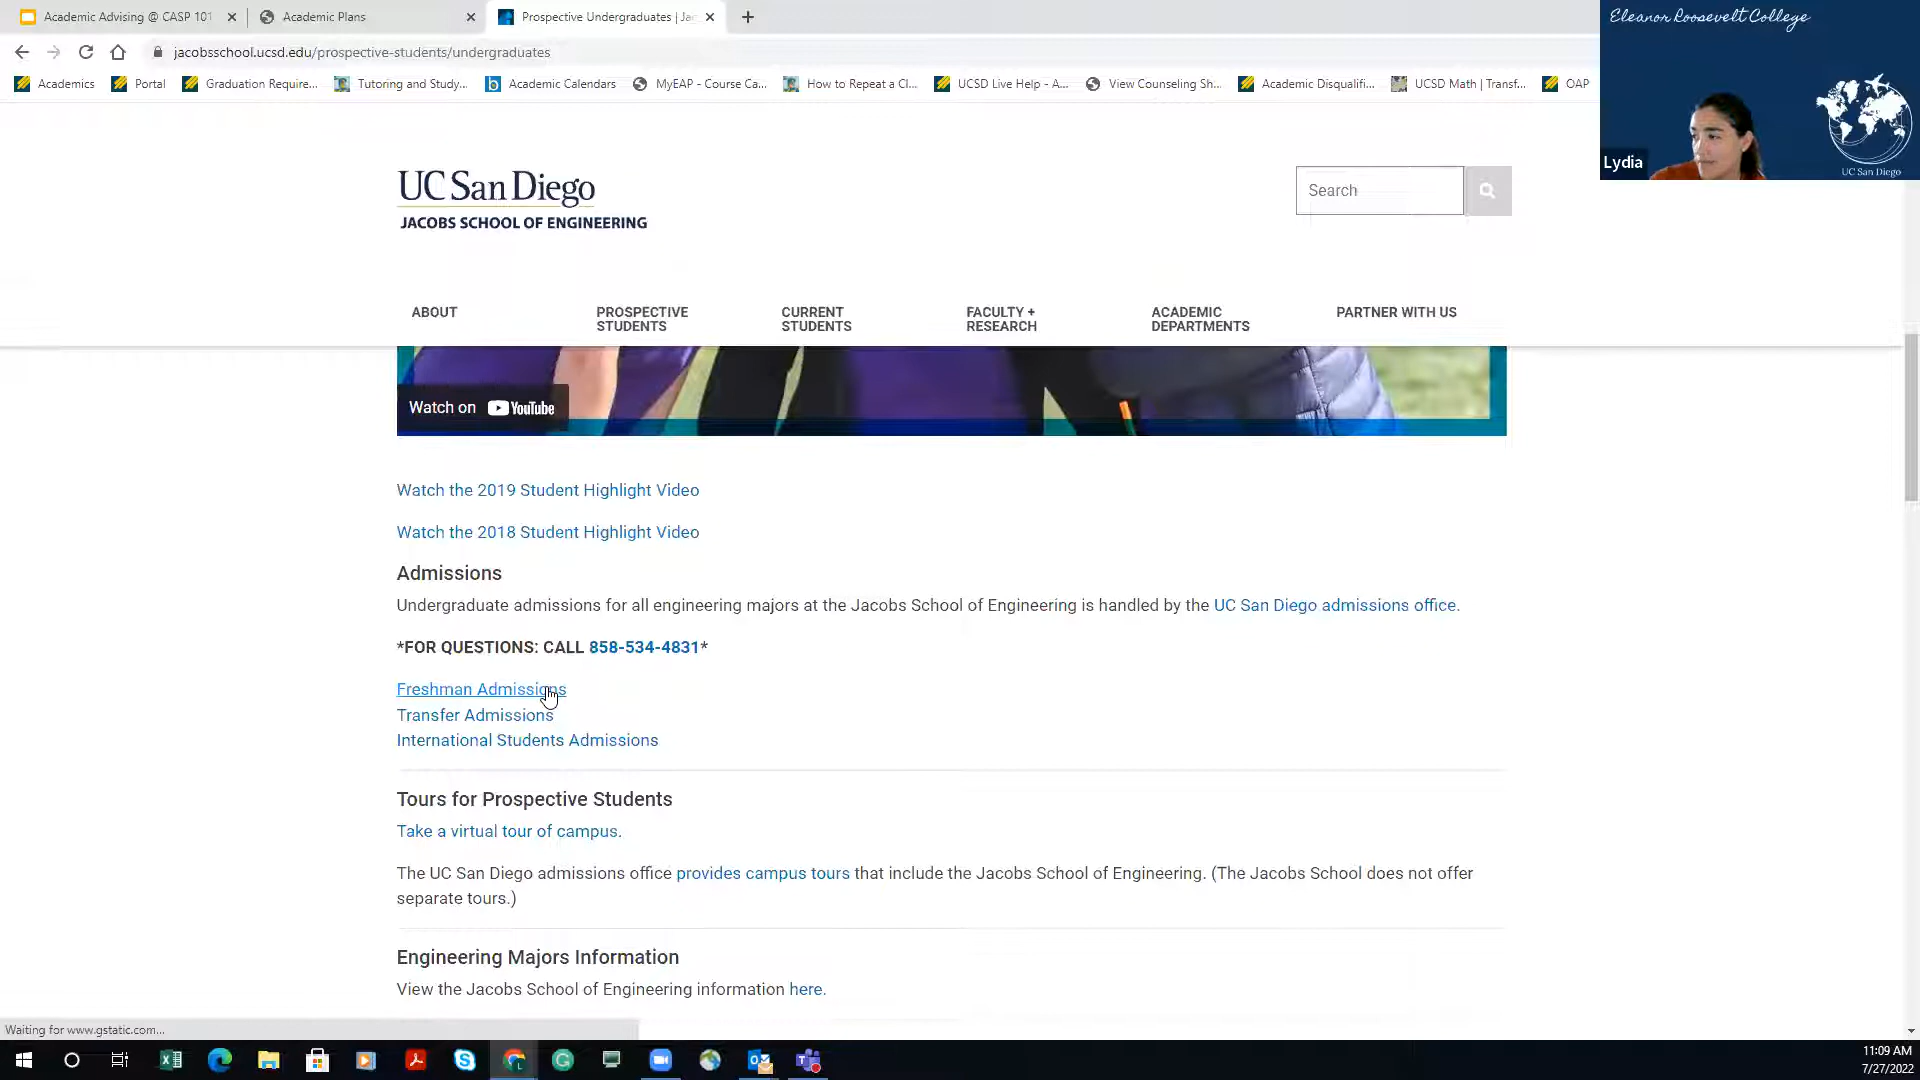 Academic Advising @ CASP 101
Academic Plans
Prospective Undergraduates | Ja
jacobsschool.ucsd.edu/prospective-students/undergraduates
Academics
Portal
Graduation Require...
Tutoring and Study...
Academic Calendars
MyEAP - Course Ca...
How to Repeat a Cl...
UCSD Live Help - A...
View Counseling Sh...
Academic Disqualifi...
UCSD Math | Transf...
OAP
Eleanor Roosevelt College
Lydia
UC San Diego
UC San Diego
JACOBS SCHOOL OF ENGINEERING
Search
ABOUT
PROSPECTIVE
STUDENTS
CURRENT
STUDENTS
FACULTY +
RESEARCH
ACADEMIC
DEPARTMENTS
PARTNER WITH US
Watch on YouTube
Watch the 2019 Student Highlight Video
Watch the 2018 Student Highlight Video
Admissions
Undergraduate admissions for all engineering majors at the Jacobs School of Engineering is handled by the UC San Diego admissions office.
*FOR QUESTIONS: CALL 858-534-4831*
Freshman Admissions
Transfer Admissions
International Students Admissions
Tours for Prospective Students
Take a virtual tour of campus.
The UC San Diego admissions office provides campus tours that include the Jacobs School of Engineering. (The Jacobs School does not offer
separate tours.)
Engineering Majors Information
View the Jacobs School of Engineering information here.
Waiting for www.gstatic.com...
11:09 AM
7/27/2022